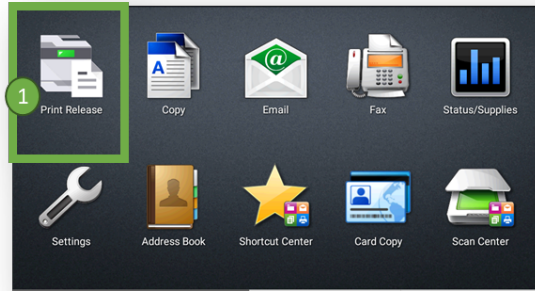 1
Print Release
Copy
Email
Fax
Status/Supplies
Settings
Address Book
Shortcut Center
Card Copy
Scan Center
A
@